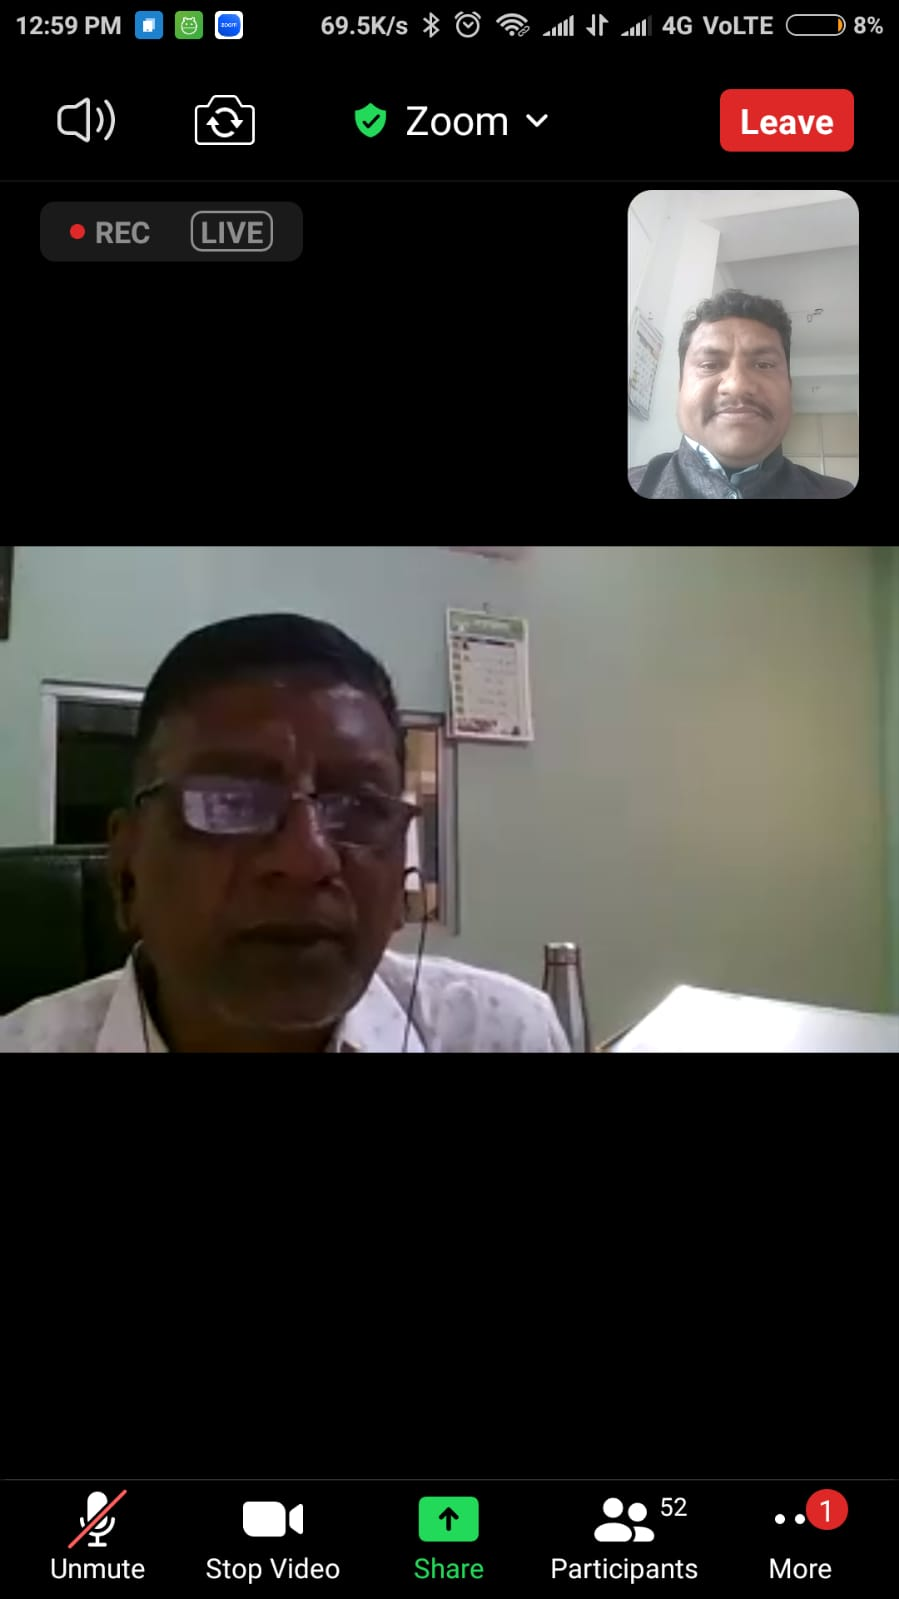 12:59 PM 69.5K/s 4G VoLTE 8%
Zoom
Leave
REC LIVE
52
1
Unmute Stop Video Share Participants More